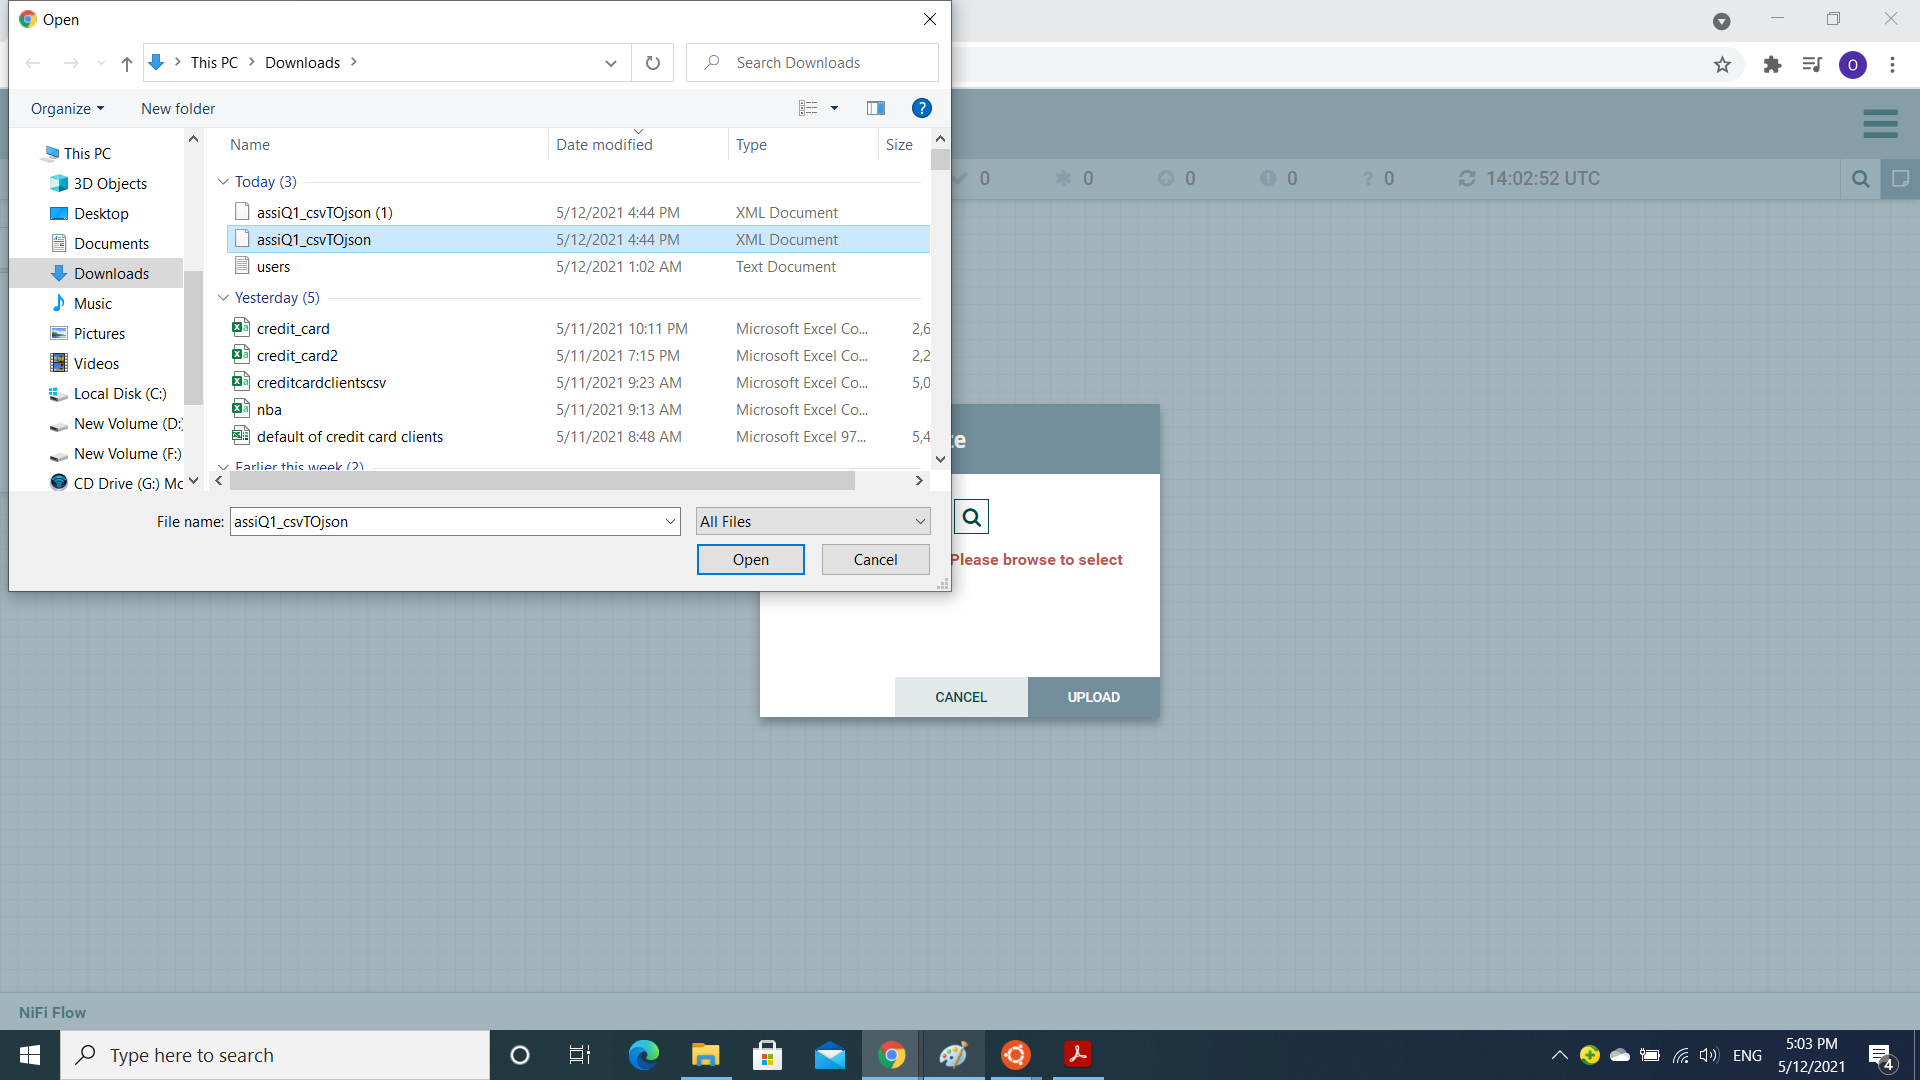 Open
This PC
Downloads
Search Downloads
O
Organize
New folder
This PC
3D Objects
Desktop
Documents
Downloads
Music
Pictures
Videos
Local Disk (C:)
New Volume (D:)
New Volume (F:)
CD Drive (G:) Mc
Name
Date modified
Type
Size
Today (3)
assiQ1_csvTOjson (1) 5/12/2021 4:44 PM XML Document
assiQ1_csvTOjson 5/12/2021 4:44 PM XML Document
users 5/12/2021 1:02 AM Text Document
Yesterday (5)
credit_card 5/11/2021 10:11 PM Microsoft Excel Co... 2,6
credit_card2 5/11/2021 7:15 PM Microsoft Excel Co... 2,2
creditcardclientscsv 5/11/2021 9:23 AM Microsoft Excel Co... 5,0
nba 5/11/2021 9:13 AM Microsoft Excel Co...
default of credit card clients 5/11/2021 8:48 AM Microsoft Excel 97... 5,4
Earlier this week (2)
File name: assiQ1_csvTOjson All Files
Open Cancel
0 0 0 0 0 14:02:52 UTC
te
Please browse to select
CANCEL UPLOAD
NiFi Flow
Type here to search
ENG
5:03 PM
5/12/2021
4